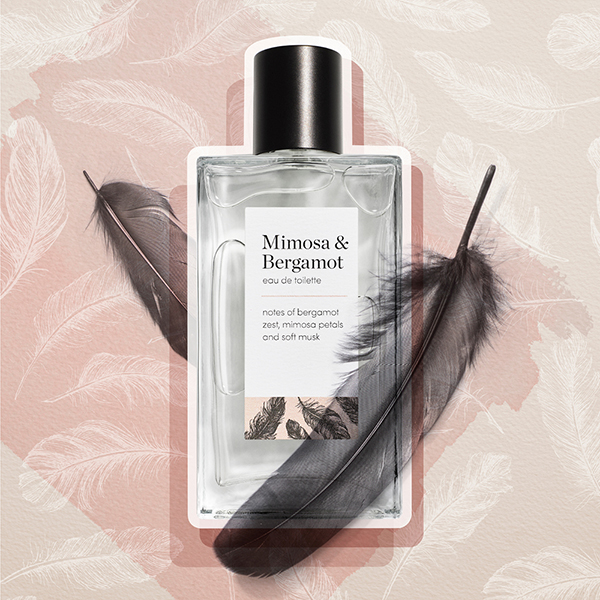 Mimosa &
Bergamot
eau de toilette
notes of bergamot
zest, mimosa petals
and soft musk